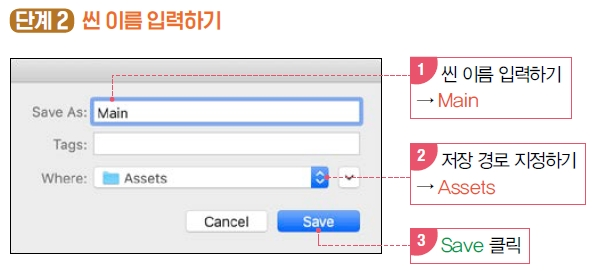 단계 2 씬 이름 입력하기
Save As: Main
Tags:
Where: Assets
Cancel Save
1 씬 이름 입력하기
→ Main
2 저장 경로 지정하기
→ Assets
3 Save 클릭